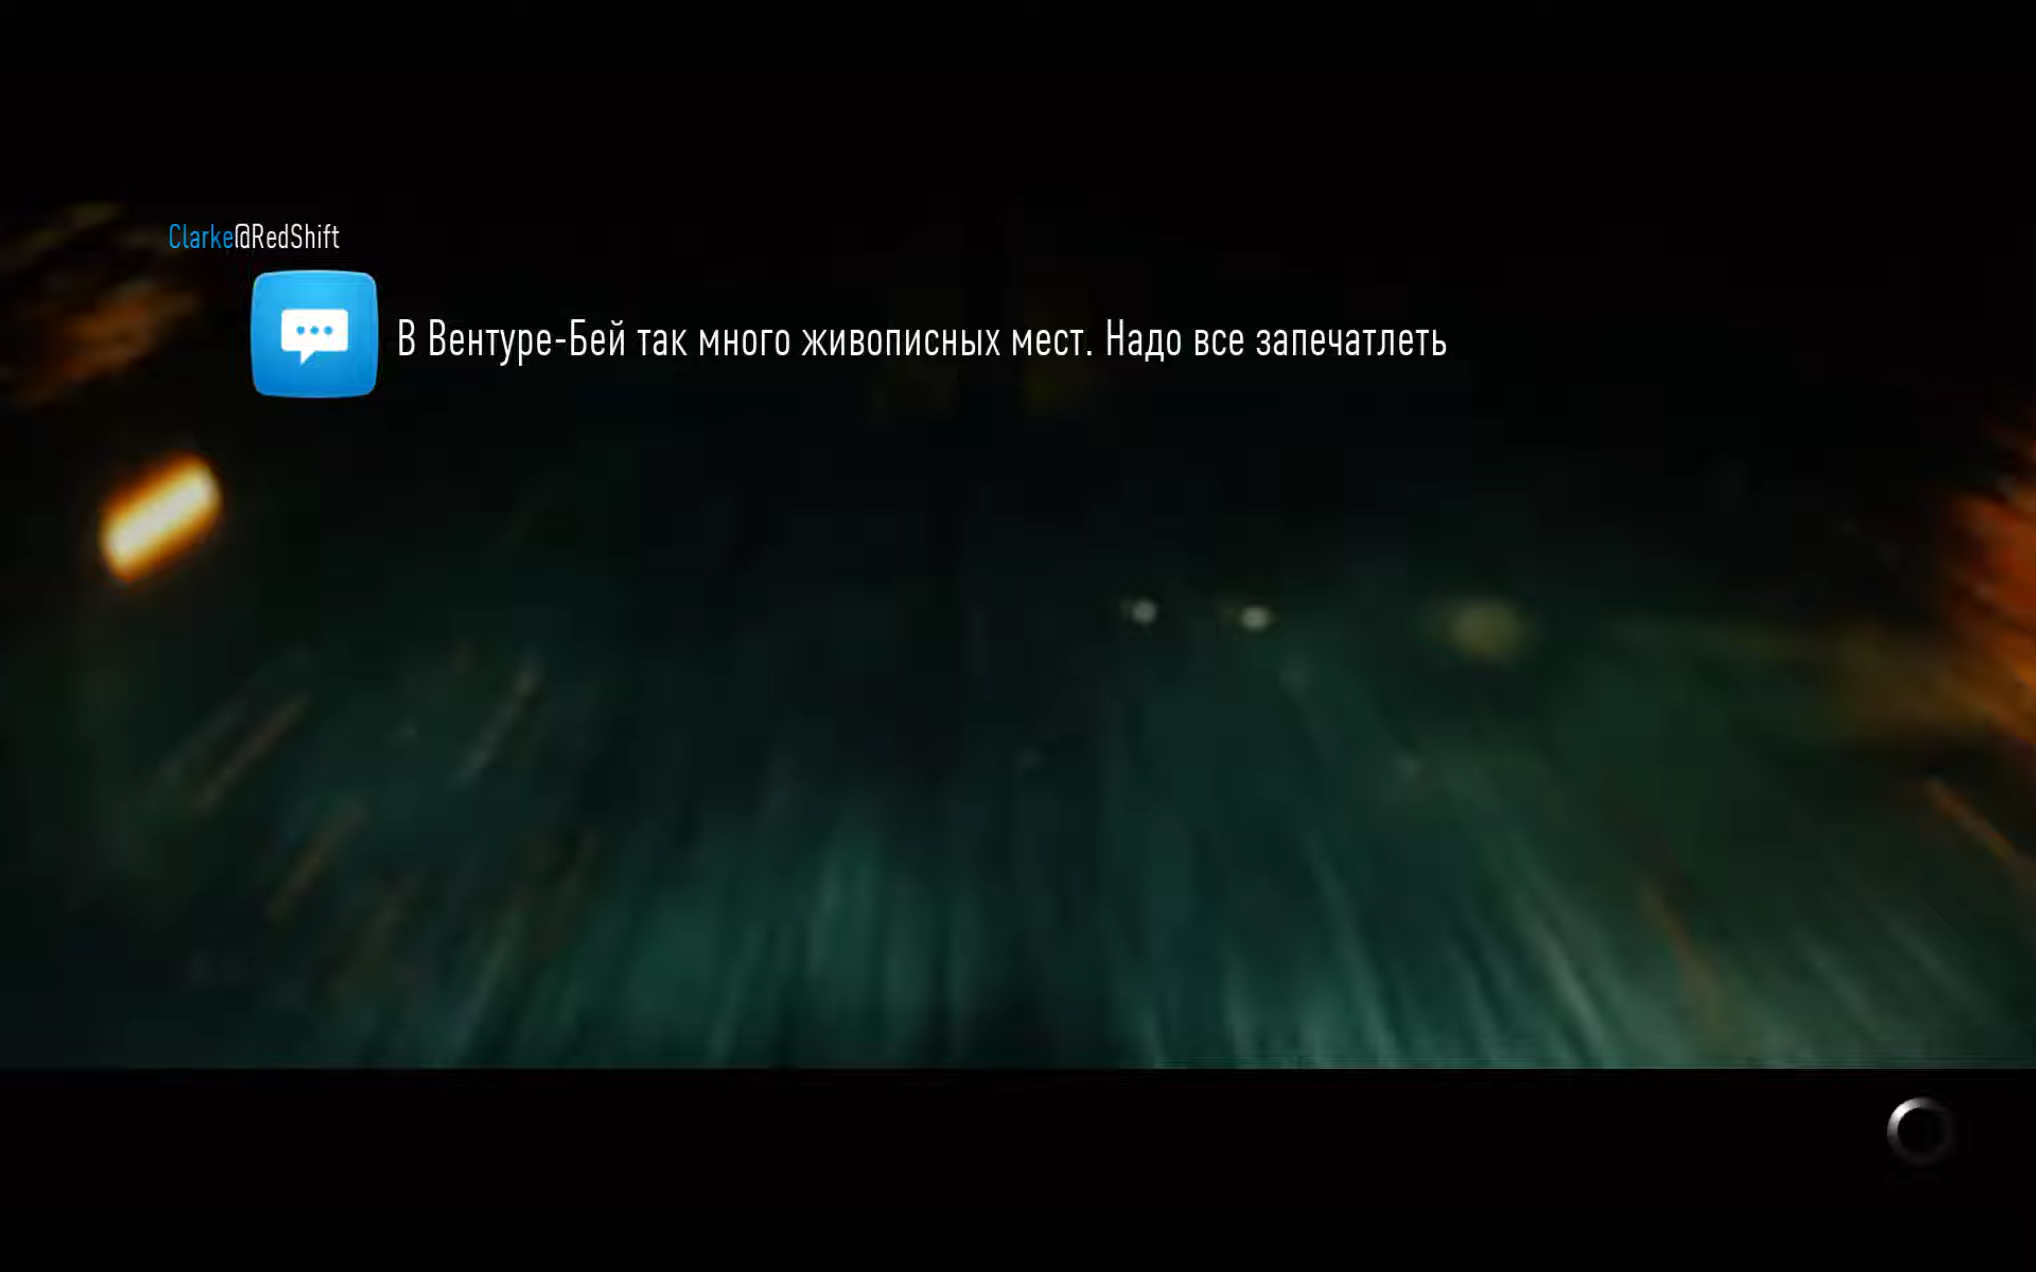 Clarke@RedShift
В Вентуре-Бей так много живописных мест. Надо все запечатлеть